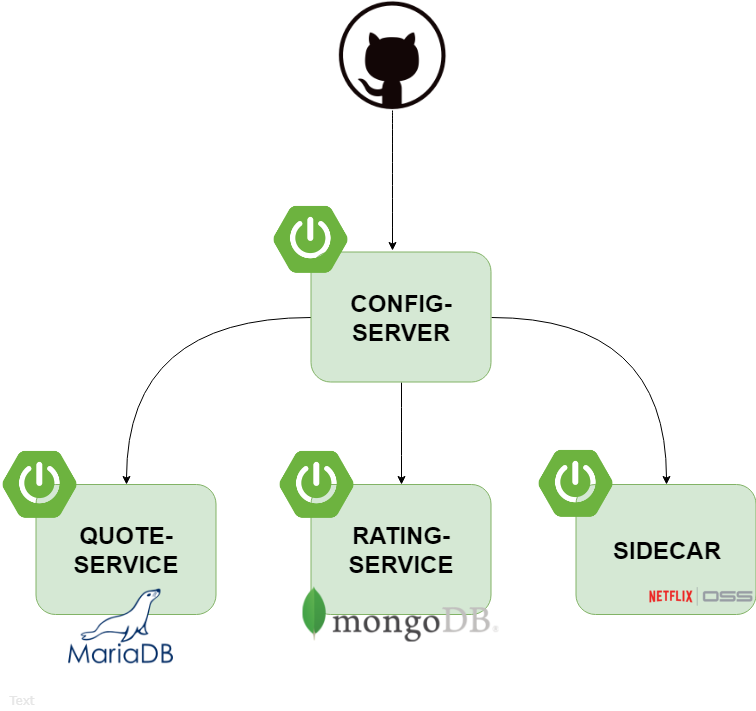 CONFIG-
SERVER
QUOTE-
SERVICE
RATING-
SERVICE
SIDECAR
NETFLIX | OSS
MariaDB
mongoDB®
Text